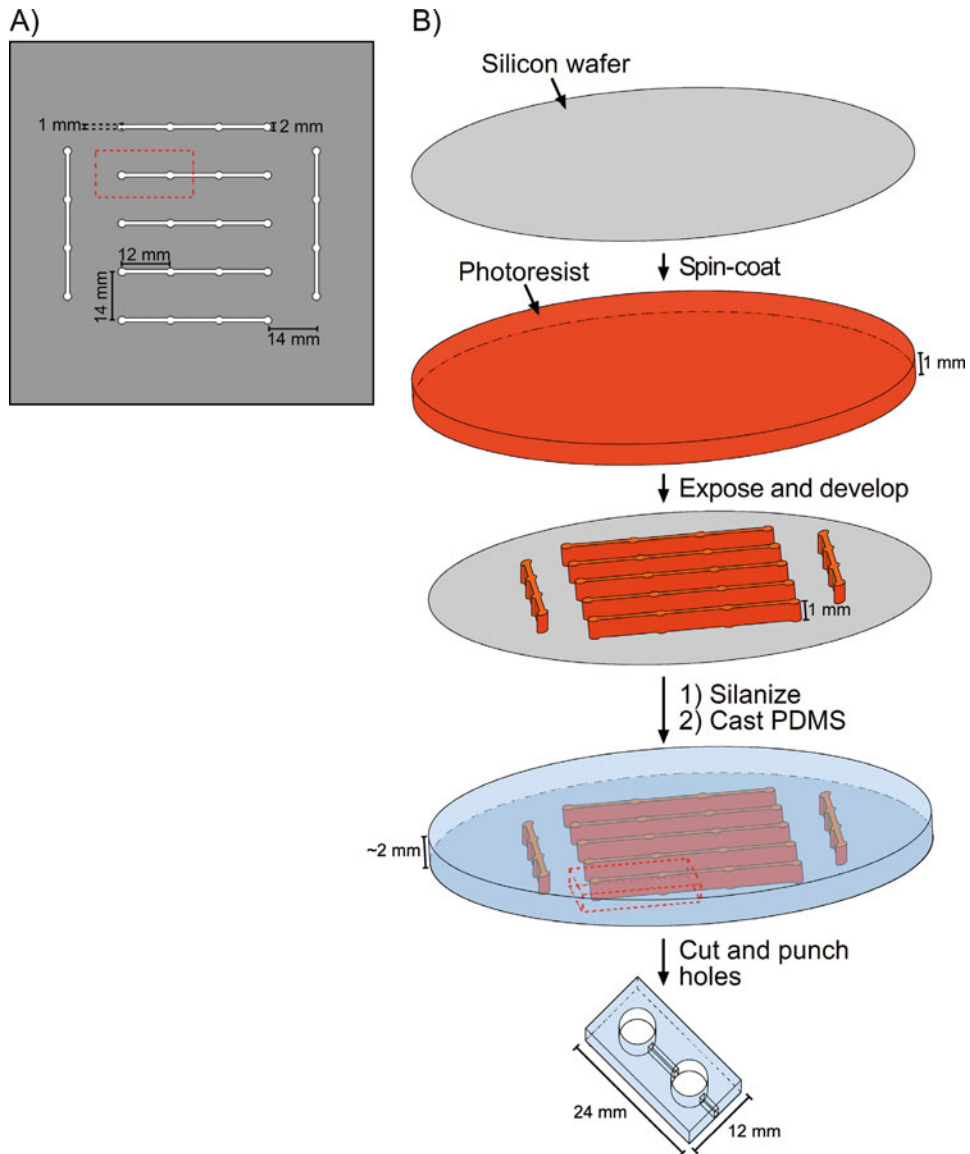 A)
1 mm
2 mm
12 mm
14 mm
14 mm
B)
Silicon wafer
Spin-coat
Photoresist
1 mm
Expose and develop
1 mm
1) Silanize
2) Cast PDMS
~2 mm
Cut and punch
holes
24 mm
12 mm